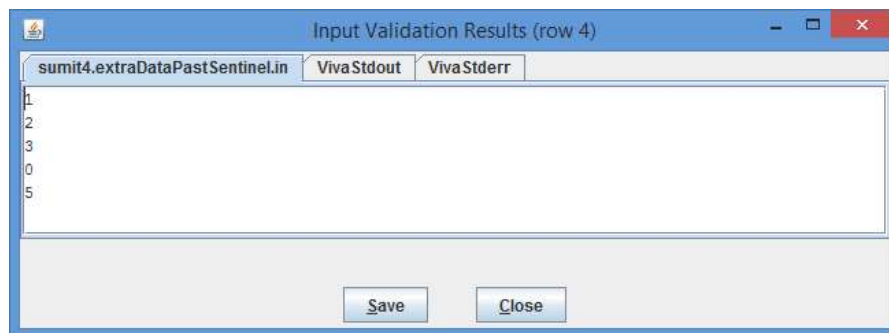 Input Validation Results (row 4)
sumit4.extraDataPastSentinel.in VivaStdout VivaStderr
1
2
3
0
5
Save Close